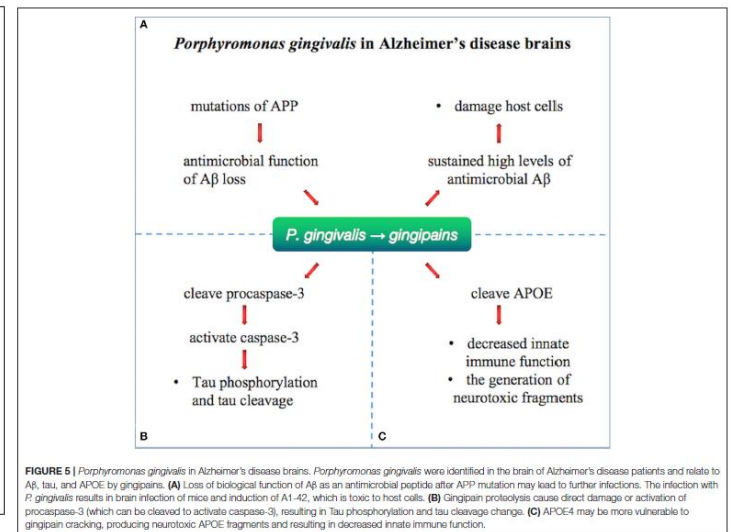 A
Porphyromonas gingivalis in Alzheimer's disease brains
mutations of APP
antimicrobial function
of Aβ loss
• damage host cells
sustained high levels of
antimicrobial Aβ
P. gingivalis → gingipains
cleave procaspase-3
activate caspase-3
• Tau phosphorylation
and tau cleavage
B
cleave APOE
• decreased innate
immune function
• the generation of
neurotoxic fragments
C
FIGURE 5 | Porphyromonas gingivalis in Alzheimer's disease brains. Porphyromonas gingivalis were identified in the brain of Alzheimer's disease patients and relate to
Aβ, tau, and APOE by gingipains. (A) Loss of biological function of Aβ as an antimicrobial peptide after APP mutation may lead to further infections. The infection with
P. gingivalis results in brain infection of mice and induction of A1-42, which is toxic to host cells. (B) Gingipain proteolysis cause direct damage or activation of
procaspase-3 (which can be cleaved to activate caspase-3), resulting in Tau phosphorylation and tau cleavage change. (C) APOE4 may be more vulnerable to
gingipain cracking, producing neurotoxic APOE fragments and resulting in decreased innate immune function.